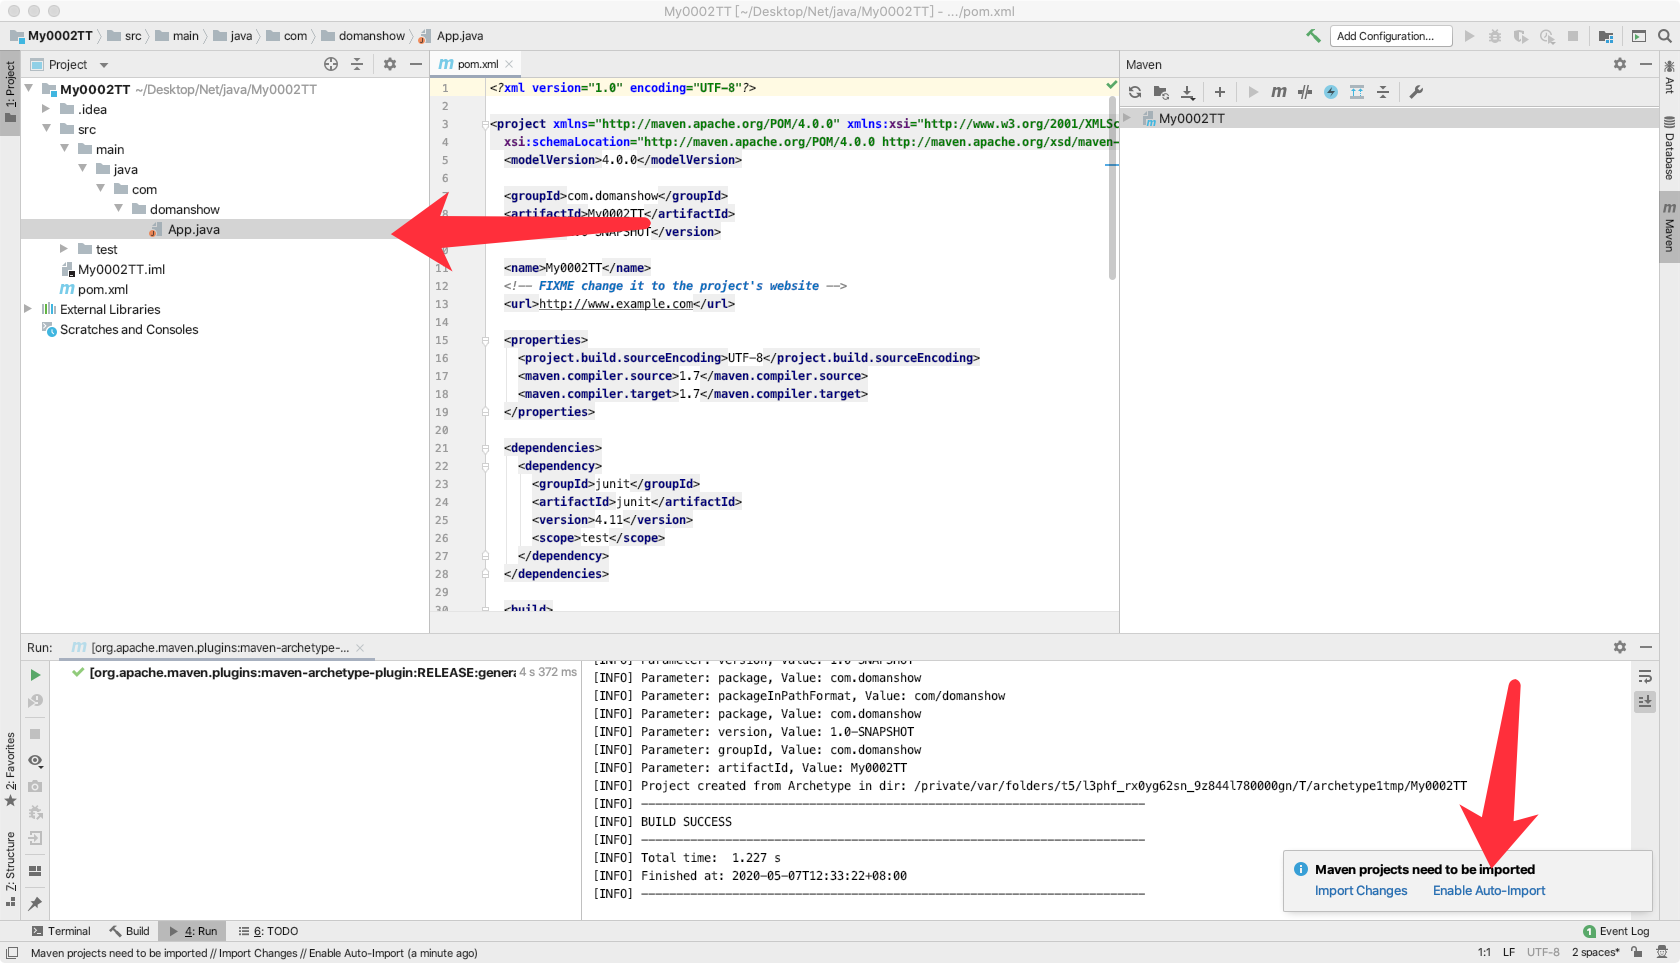 My0002TT [~/Desktop/Net/java/My0002TT] - .../pom.xml
My0002TT src main java com domanshow App.java
Add Configuration...
1: Project
Project
My0002TT ~/Desktop/Net/java/My0002TT
.idea
src
main
java
com
domanshow
App.java
test
My0002TT.iml
pom.xml
External Libraries
Scratches and Consoles
pom.xml
1 <?xml version="1.0" encoding="UTF-8"?>
2
3 <project xmlns="http://maven.apache.org/POM/4.0.0" xmlns:xsi="http://www.w3.org/2001/XMLSc
4 xsi:schemaLocation="http://maven.apache.org/POM/4.0.0 http://maven.apache.org/xsd/maven-
5 <modelVersion>4.0.0</modelVersion>
6
<groupId>com.domanshow</groupId>
8 <artifactId>My0002TT</artifactId>
-SNAPSHOT</version>
11 <name>My0002TT</name>
12 <!-- FIXME change it to the project's website -->
13 <url>http://www.example.com</url>
14
15 <properties>
16 <project.build.sourceEncoding>UTF-8</project.build.sourceEncoding>
17 <maven.compiler.source>1.7</maven.compiler.source>
18 <maven.compiler.target>1.7</maven.compiler.target>
19 </properties>
20
21 <dependencies>
22 <dependency>
23 <groupId>junit</groupId>
24 <artifactId>junit</artifactId>
25 <version>4.11</version>
26 <scope>test</scope>
27 </dependency>
28 </dependencies>
29
30 <build>
Maven
My0002TT
Ant
Database
Maven
Run: [org.apache.maven.plugins:maven-archetype-...
[org.apache.maven.plugins:maven-archetype-plugin:RELEASE:genera 4 s 372 ms
[INFO] Parameter: version, Value: 1.0-SNAPSHOT
[INFO] Parameter: package, Value: com.domanshow
[INFO] Parameter: packageInPathFormat, Value: com/domanshow
[INFO] Parameter: package, Value: com.domanshow
[INFO] Parameter: version, Value: 1.0-SNAPSHOT
[INFO] Parameter: groupId, Value: com.domanshow
[INFO] Parameter: artifactId, Value: My0002TT
[INFO] Project created from Archetype in dir: /private/var/folders/t5/l3phf_rx0yg62sn_9z844l780000gn/T/archetype1tmp/My0002TT
[INFO] ------------------------------------------------------------------------
[INFO] BUILD SUCCESS
[INFO] ------------------------------------------------------------------------
[INFO] Total time:  1.227 s
[INFO] Finished at: 2020-05-07T12:33:22+08:00
[INFO] ------------------------------------------------------------------------
Maven projects need to be imported
Import Changes Enable Auto-Import
2: Favorites
Z: Structure
Terminal Build 4: Run 6: TODO
1 Event Log
Maven projects need to be imported // Import Changes // Enable Auto-Import (a minute ago)
1:1 LF UTF-8 2 spaces*